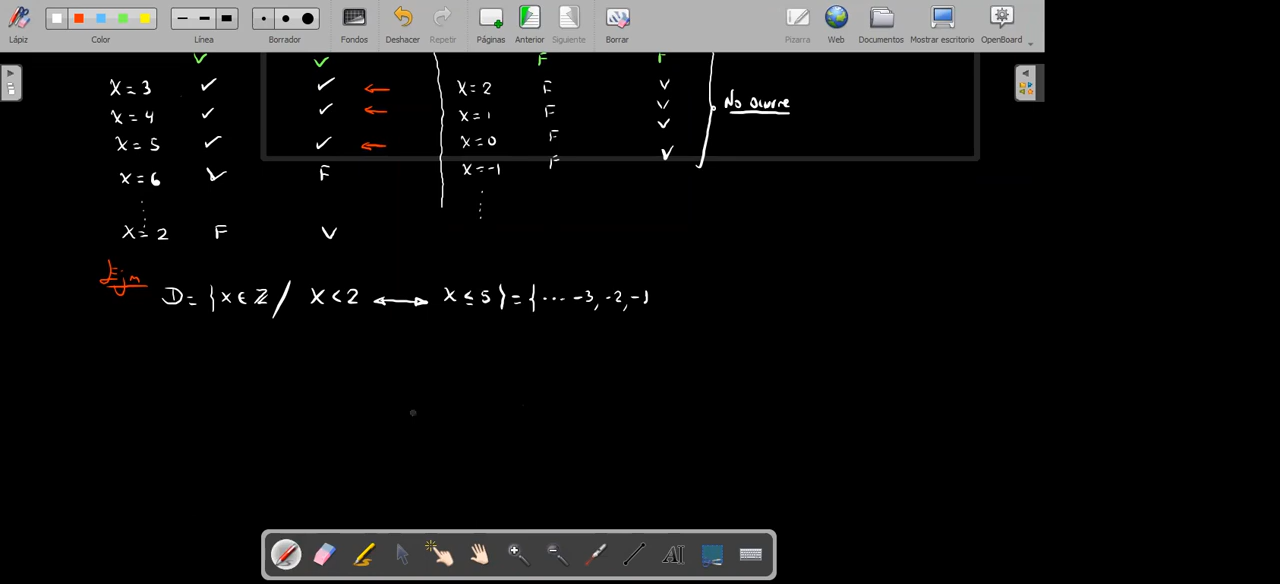 Lápiz Color Línea Borrador Fondos Deshacer Repetir Páginas Anterior Siguiente Borrar Pizarra Web Documentos Mostrar escritorio OpenBoard
V V F F
x = 3 ✓ ✓ ← x = 2 F V
x = 4 ✓ ✓ ← x = 1 F V No ocurre
x = 5 ✓ ✓ ← x = 0 F V
x = 6 V F x = -1 F V
x = 2 F V
Ejm
D = { x ∈ ℤ / x < 2 ⟷ x ≤ 5 } = { ... -3, -2, -1
AI